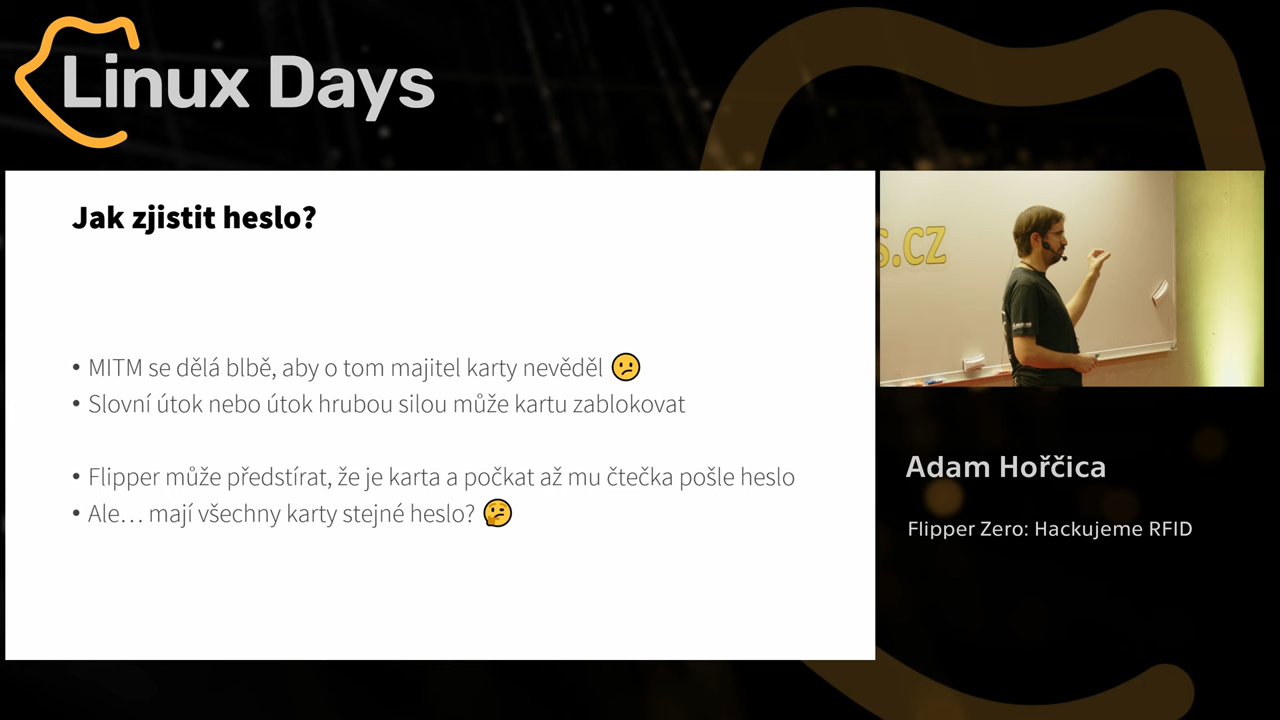 Linux Days
Jak zjistit heslo?
• MITM se dělá blbě, aby o tom majitel karty nevěděl 😕
• Slovní útok nebo útok hrubou silou může kartu zablokovat
• Flipper může předstírat, že je karta a počkat až mu čtečka pošle heslo
• Ale… mají všechny karty stejné heslo? 🤔
s.cz
Adam Hořčica
Flipper Zero: Hackujeme RFID